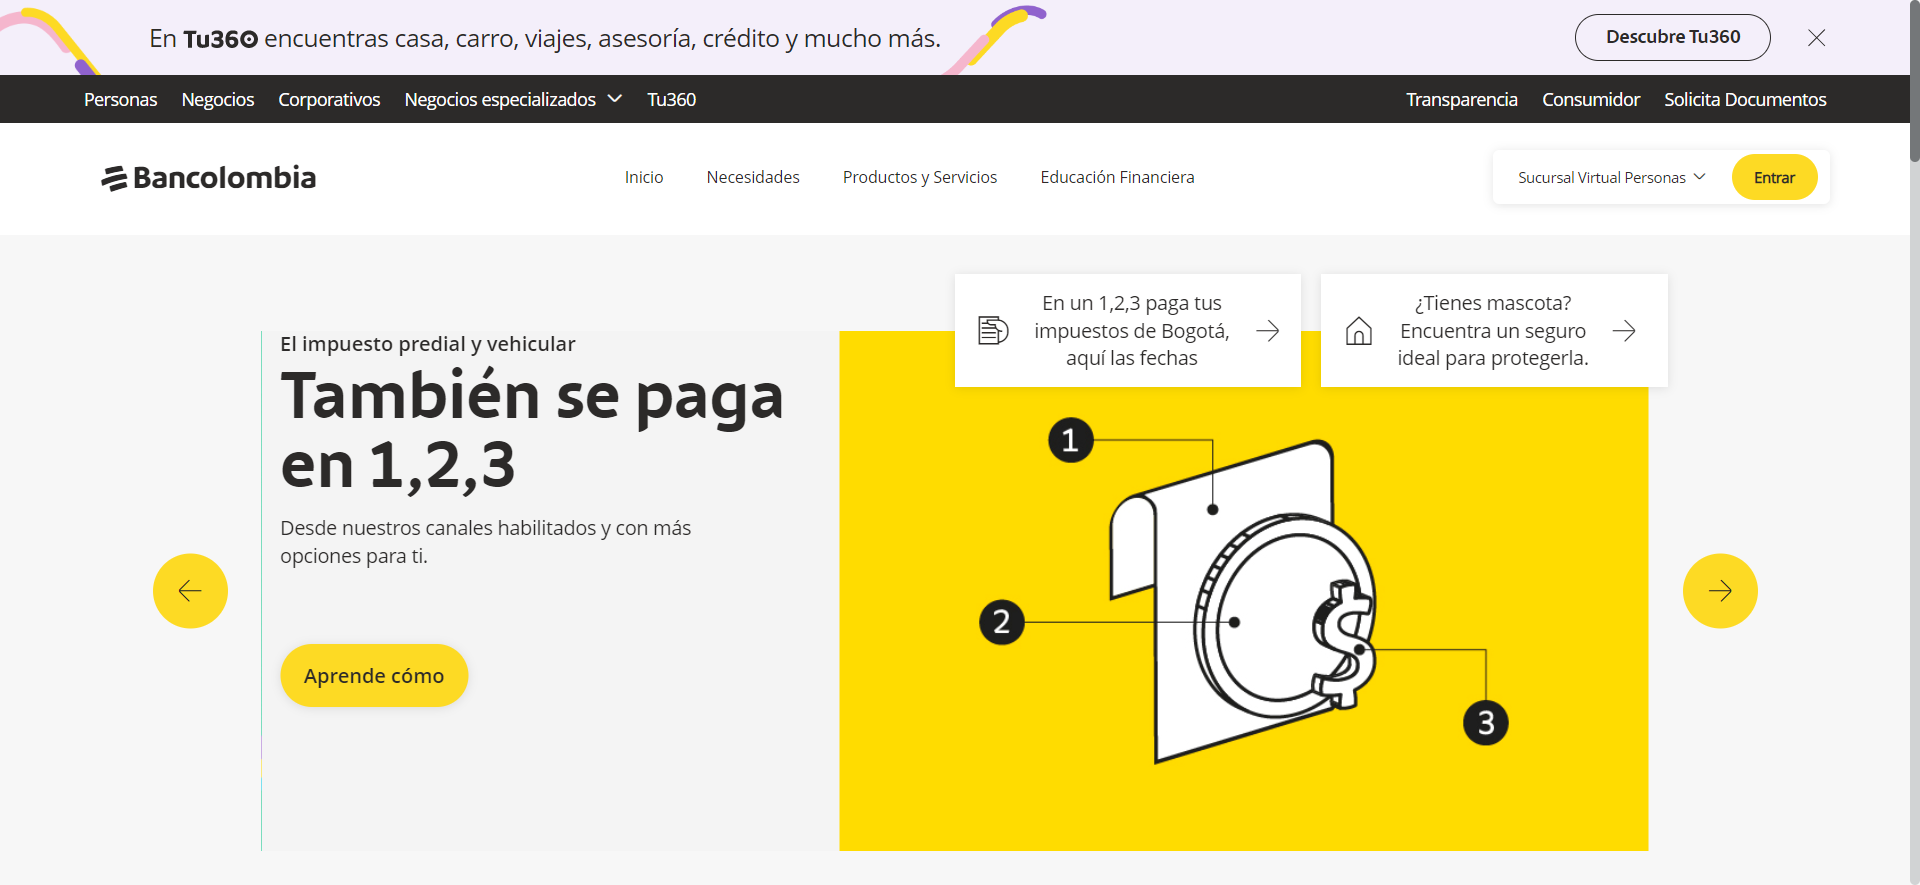 En Tu360 encuentras casa, carro, viajes, asesoría, crédito y mucho más.
Descubre Tu360
Personas Negocios Corporativos Negocios especializados Tu360
Transparencia Consumidor Solicita Documentos
Bancolombia
Inicio Necesidades Productos y Servicios Educación Financiera
Sucursal Virtual Personas
Entrar
En un 1,2,3 paga tus
impuestos de Bogotá,
aquí las fechas
¿Tienes mascota?
Encuentra un seguro
ideal para protegerla.
El impuesto predial y vehicular
También se paga
en 1,2,3
Desde nuestros canales habilitados y con más
opciones para ti.
Aprende cómo
1
2
$
3